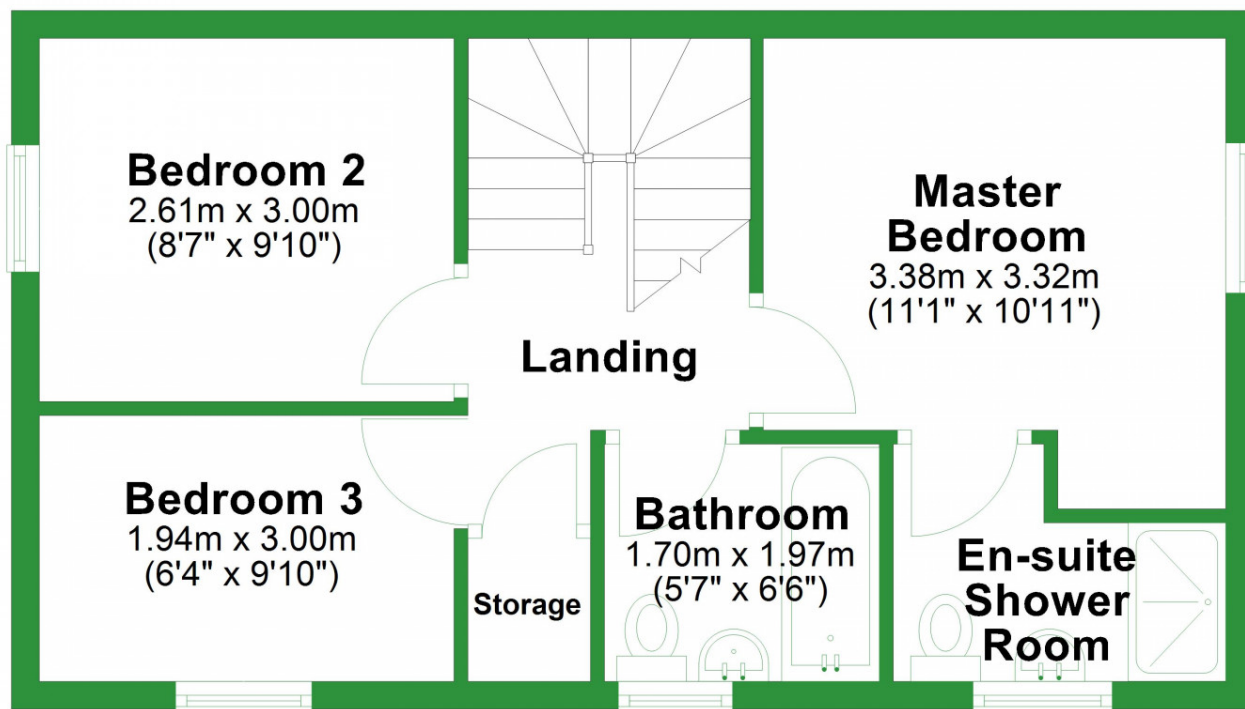 Bedroom 2
2.61m x 3.00m
(8'7" x 9'10")
Master
Bedroom
3.38m x 3.32m
(11'1" x 10'11")
Landing
Bedroom 3
1.94m x 3.00m
(6'4" x 9'10")
Storage
Bathroom
1.70m x 1.97m
(5'7" x 6'6")
En-suite
Shower
Room